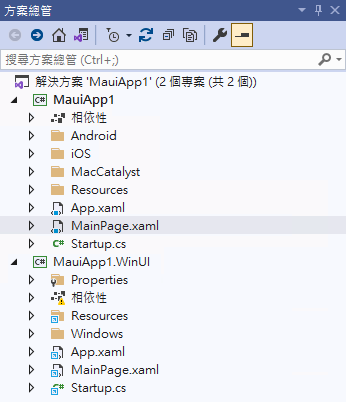 方案總管
搜尋方案總管 (Ctrl+;)
解決方案 'MauiApp1' (2 個專案 (共 2 個))
C# MauiApp1
相依性
Android
iOS
MacCatalyst
Resources
App.xaml
MainPage.xaml
C# Startup.cs
C# MauiApp1.WinUI
Properties
相依性
Resources
Windows
App.xaml
MainPage.xaml
C# Startup.cs